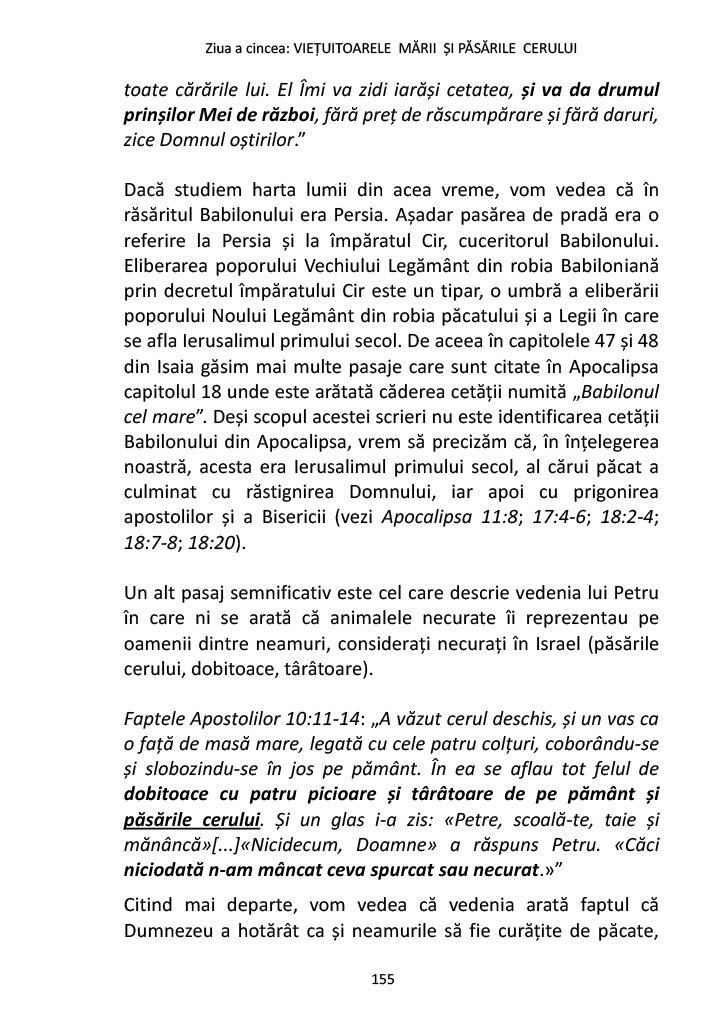 Ziua a cincea: VIEȚUITOARELE MĂRII ȘI PĂSĂRILE CERULUI
toate cărările lui. El Îmi va zidi iarăși cetatea, și va da drumul
prinșilor Mei de război, fără preț de răscumpărare și fără daruri,
zice Domnul oștirilor.”
Dacă studiem harta lumii din acea vreme, vom vedea că în
răsăritul Babilonului era Persia. Așadar pasărea de pradă era o
referire la Persia și la împăratul Cir, cuceritorul Babilonului.
Eliberarea poporului Vechiului Legământ din robia Babiloniană
prin decretul împăratului Cir este un tipar, o umbră a eliberării
poporului Noului Legământ din robia păcatului și a Legii în care
se afla Ierusalimul primului secol. De aceea în capitolele 47 și 48
din Isaia găsim mai multe pasaje care sunt citate în Apocalipsa
capitolul 18 unde este arătată căderea cetății numită „Babilonul
cel mare”. Deși scopul acestei scrieri nu este identificarea cetății
Babilonului din Apocalipsa, vrem să precizăm că, în înțelegerea
noastră, acesta era Ierusalimul primului secol, al cărui păcat a
culminat cu răstignirea Domnului, iar apoi cu prigonirea
apostolilor și a Bisericii (vezi Apocalipsa 11:8; 17:4-6; 18:2-4;
18:7-8; 18:20).
Un alt pasaj semnificativ este cel care descrie vedenia lui Petru
în care ni se arată că animalele necurate îi reprezentau pe
oamenii dintre neamuri, considerați necurați în Israel (păsările
cerului, dobitoace, târâtoare).
Faptele Apostolilor 10:11-14: „A văzut cerul deschis, și un vas ca
o față de masă mare, legată cu cele patru colțuri, coborându-se
și slobozindu-se în jos pe pământ. În ea se aflau tot felul de
dobitoace cu patru picioare și târâtoare de pe pământ și
păsările cerului. Și un glas i-a zis: «Petre, scoală-te, taie și
mănâncă»[...]«Nicidecum, Doamne» a răspuns Petru. «Căci
niciodată n-am mâncat ceva spurcat sau necurat.»”
Citind mai departe, vom vedea că vedenia arată faptul că
Dumnezeu a hotărât ca și neamurile să fie curățite de păcate,
155